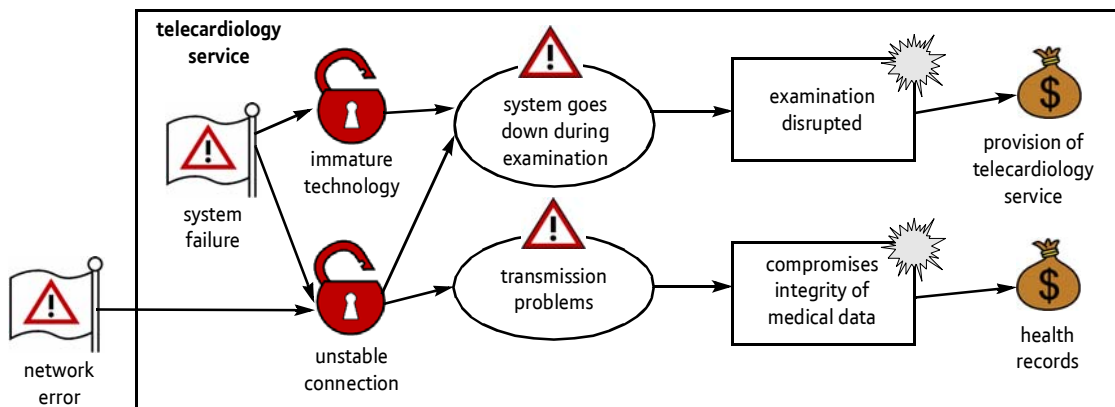 telecardiology
service
system
failure
network
error
immature
technology
unstable
connection
system goes
down during
examination
transmission
problems
examination
disrupted
compromises
integrity of
medical data
$
provision of
telecardiology
service
$
health
records